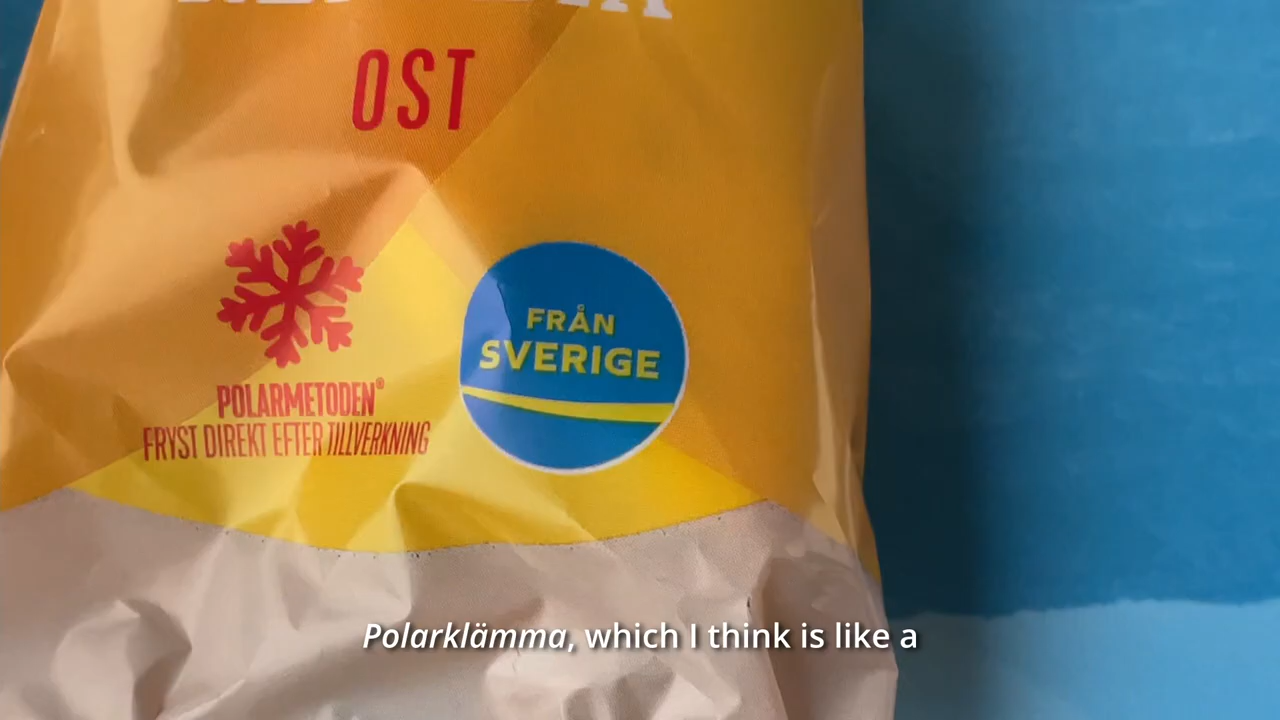 OST
FRÅN
SVERIGE
POLARMETODEN®
FRYST DIREKT EFTER TILLVERKNING
Polarklämma, which I think is like a